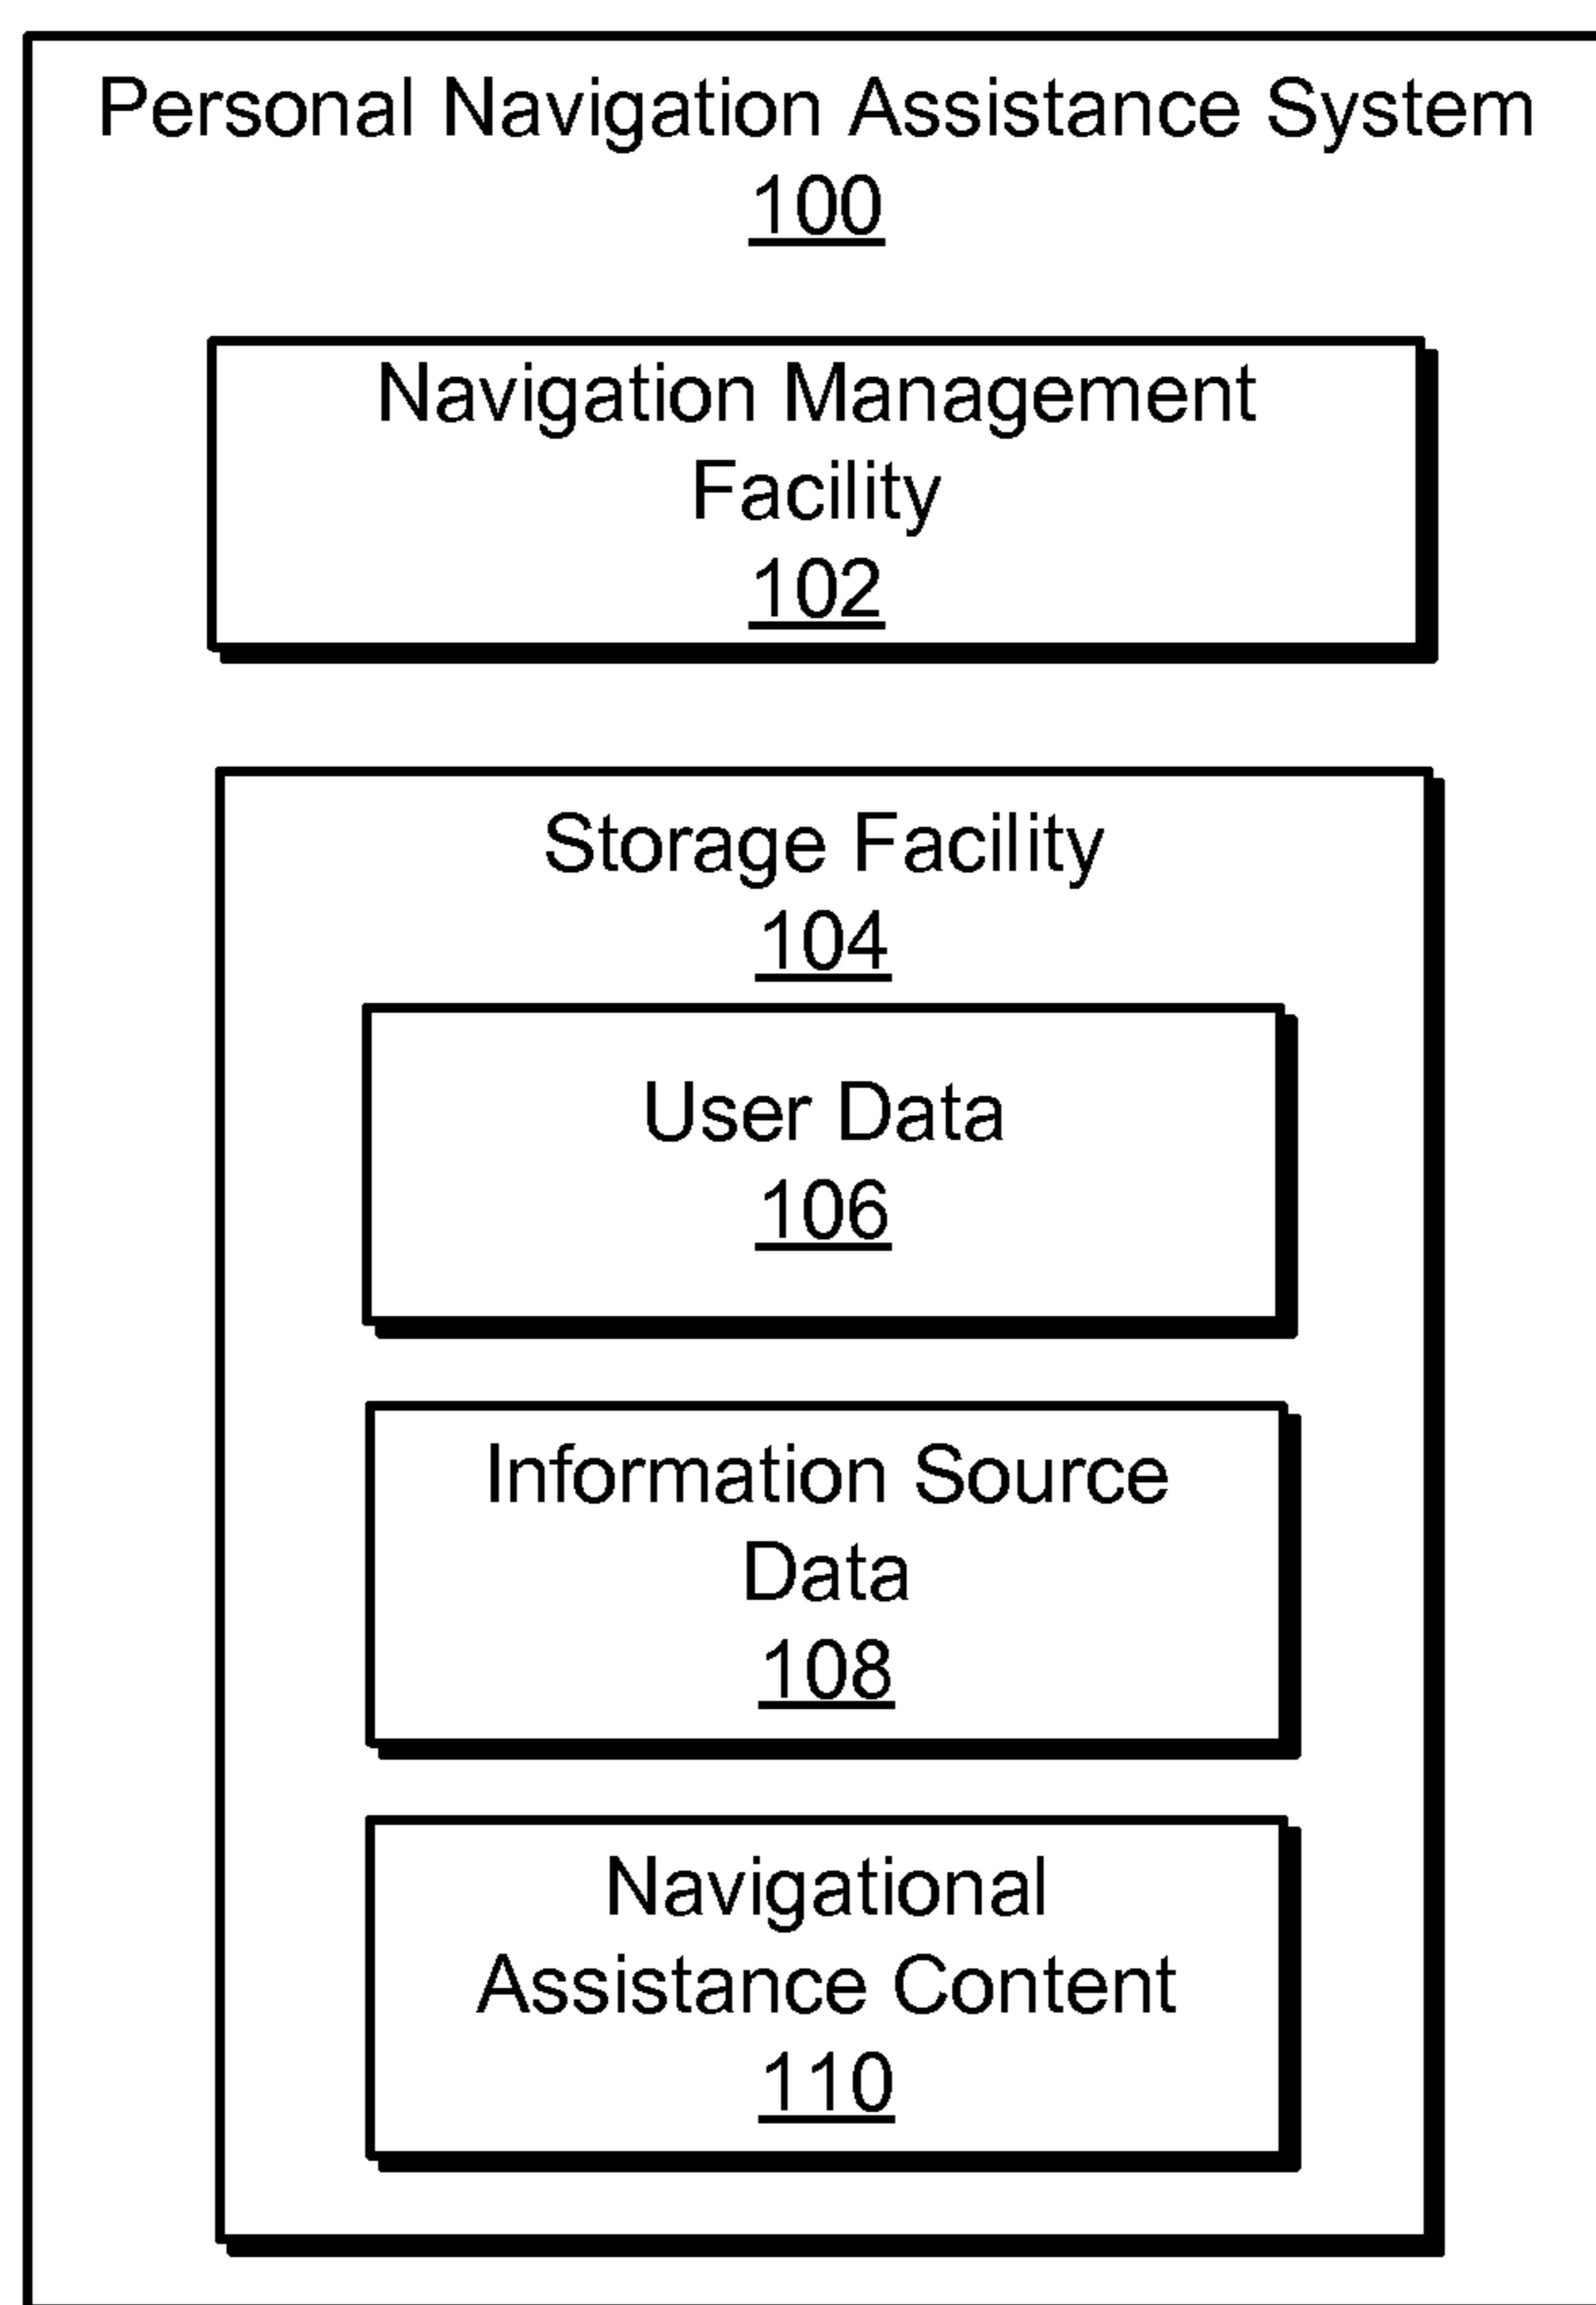 Personal Navigation Assistance System
100
Navigation Management
Facility
102
Storage Facility
104
User Data
106
Information Source
Data
108
Navigational
Assistance Content
110